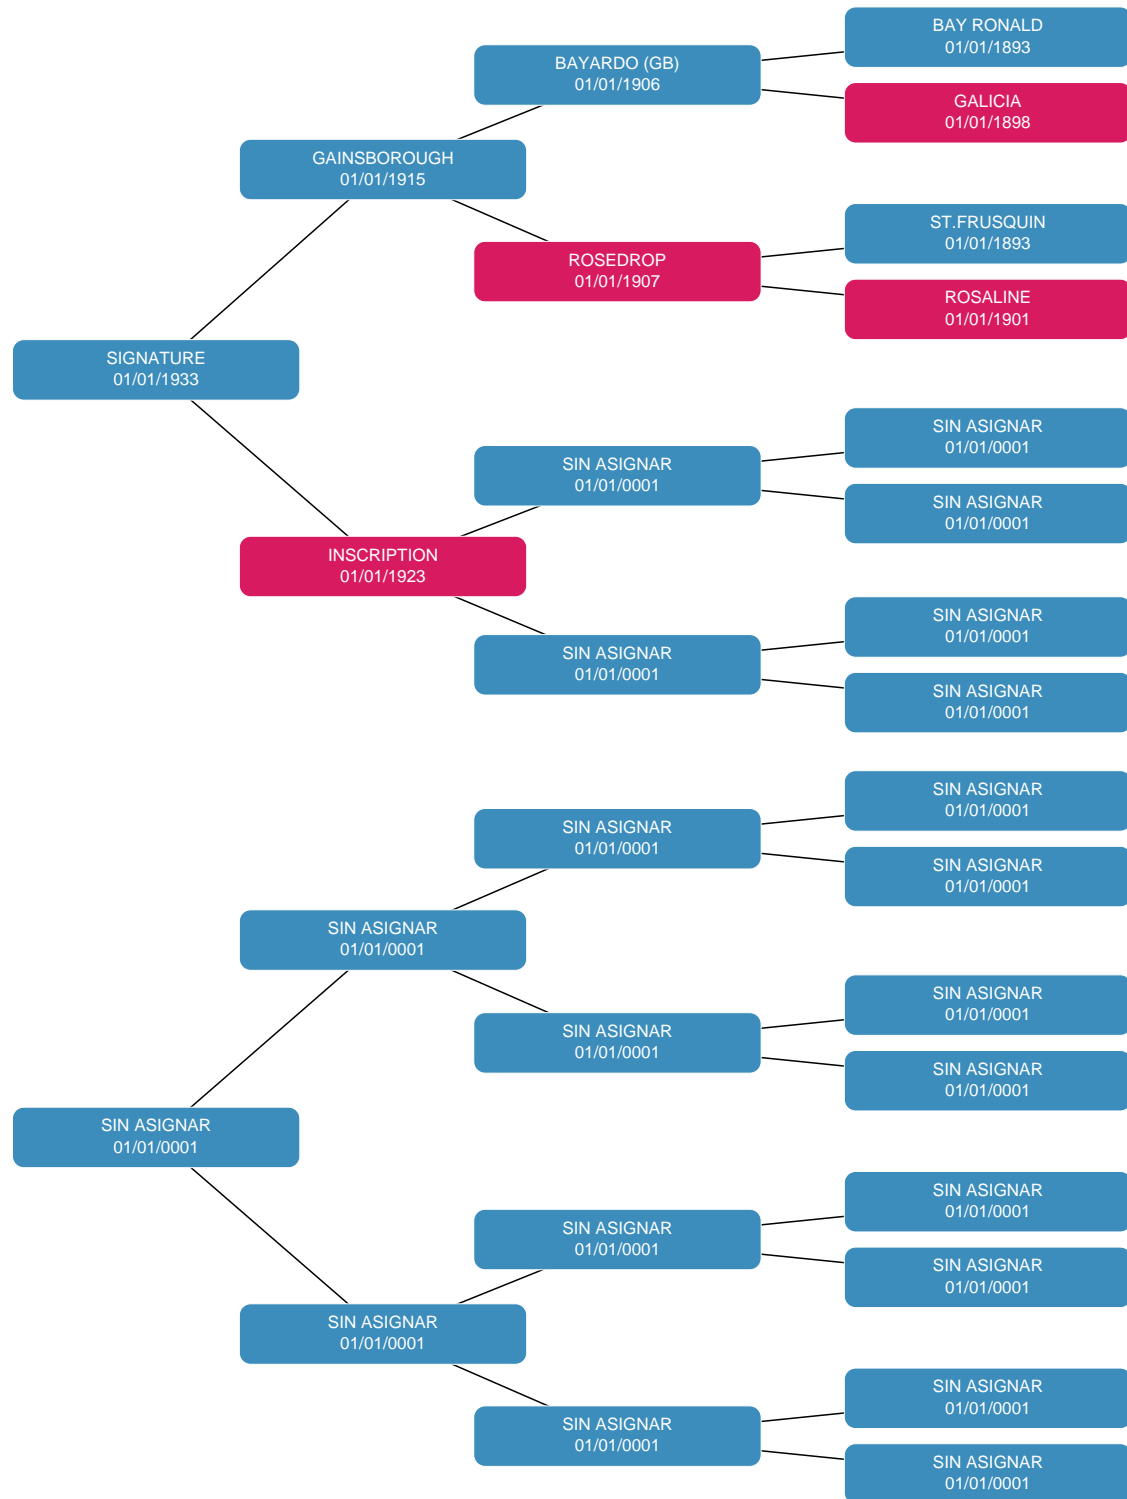 BAY RONALD
01/01/1893
BAYARDO (GB)
01/01/1906
GALICIA
01/01/1898
GAINSBOROUGH
01/01/1915
ST.FRUSQUIN
01/01/1893
ROSEDROP
01/01/1907
ROSALINE
01/01/1901
SIGNATURE
01/01/1933
SIN ASIGNAR
01/01/0001
SIN ASIGNAR
01/01/0001
SIN ASIGNAR
01/01/0001
INSCRIPTION
01/01/1923
SIN ASIGNAR
01/01/0001
SIN ASIGNAR
01/01/0001
SIN ASIGNAR
01/01/0001
SIN ASIGNAR
01/01/0001
SIN ASIGNAR
01/01/0001
SIN ASIGNAR
01/01/0001
SIN ASIGNAR
01/01/0001
SIN ASIGNAR
01/01/0001
SIN ASIGNAR
01/01/0001
SIN ASIGNAR
01/01/0001
SIN ASIGNAR
01/01/0001
SIN ASIGNAR
01/01/0001
SIN ASIGNAR
01/01/0001
SIN ASIGNAR
01/01/0001
SIN ASIGNAR
01/01/0001
SIN ASIGNAR
01/01/0001
SIN ASIGNAR
01/01/0001
SIN ASIGNAR
01/01/0001